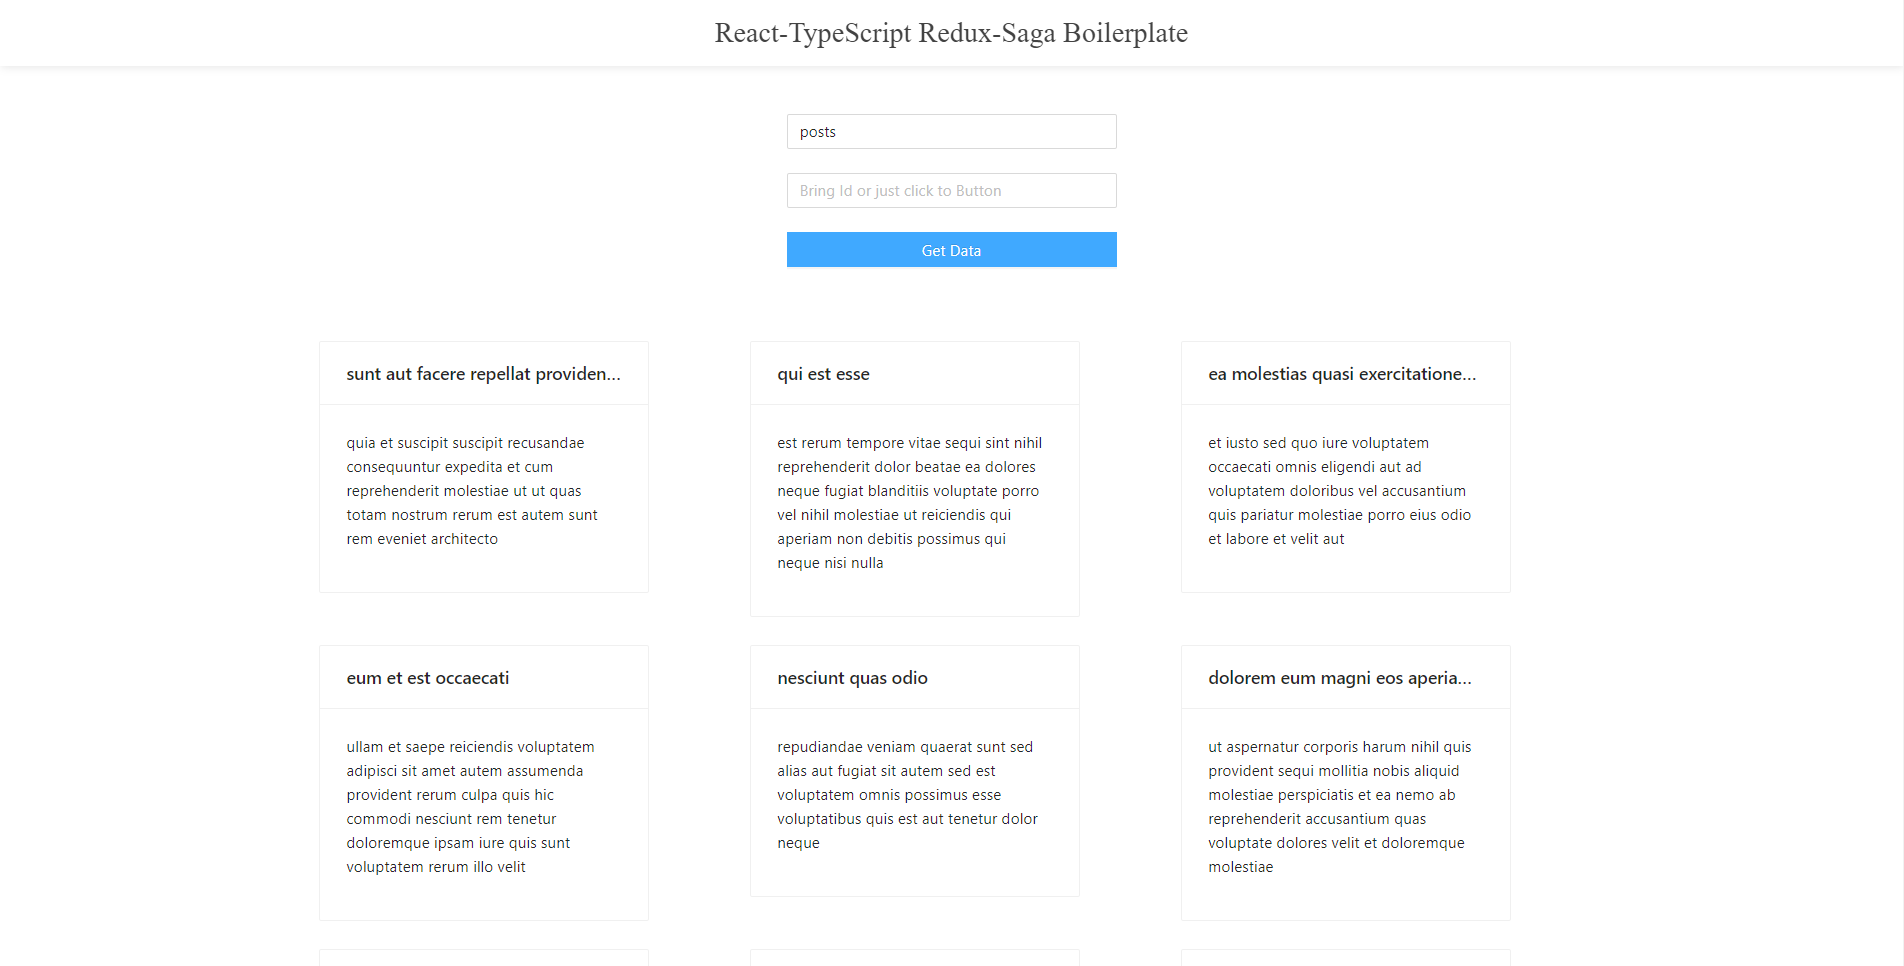 React-TypeScript Redux-Saga Boilerplate
posts
Bring Id or just click to Button
Get Data
sunt aut facere repellat providen...
quia et suscipit suscipit recusandae
consequuntur expedita et cum
reprehenderit molestiae ut ut quas
totam nostrum rerum est autem sunt
rem eveniet architecto
qui est esse
est rerum tempore vitae sequi sint nihil
reprehenderit dolor beatae ea dolores
neque fugiat blanditiis voluptate porro
vel nihil molestiae ut reiciendis qui
aperiam non debitis possimus qui
neque nisi nulla
ea molestias quasi exercitatione...
et iusto sed quo iure voluptatem
occaecati omnis eligendi aut ad
voluptatem doloribus vel accusantium
quis pariatur molestiae porro eius odio
et labore et velit aut
eum et est occaecati
ullam et saepe reiciendis voluptatem
adipisci sit amet autem assumenda
provident rerum culpa quis hic
commodi nesciunt rem tenetur
doloremque ipsam iure quis sunt
voluptatem rerum illo velit
nesciunt quas odio
repudiandae veniam quaerat sunt sed
alias aut fugiat sit autem sed est
voluptatem omnis possimus esse
voluptatibus quis est aut tenetur dolor
neque
dolorem eum magni eos aperia...
ut aspernatur corporis harum nihil quis
provident sequi mollitia nobis aliquid
molestiae perspiciatis et ea nemo ab
reprehenderit accusantium quas
voluptate dolores velit et doloremque
molestiae